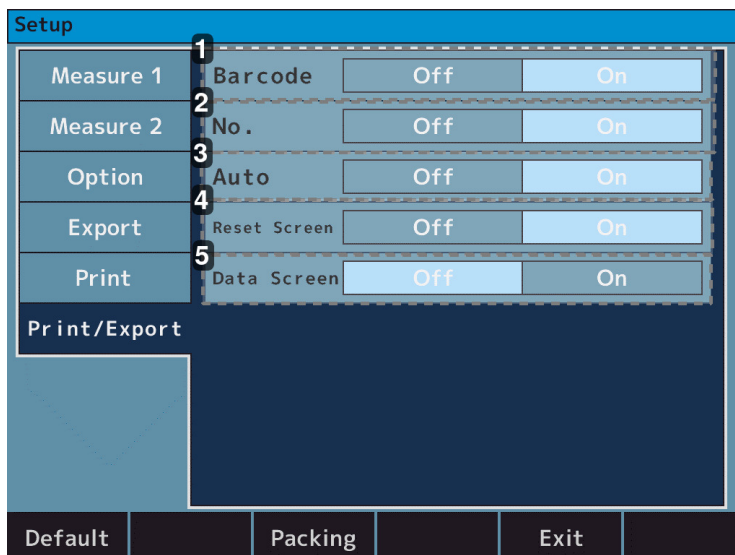 Setup
1
Measure 1 Barcode Off On
2
Measure 2 No. Off On
3
Option Auto Off On
4
Export Reset Screen Off On
5
Print Data Screen Off On
Print/Export
Default Packing Exit